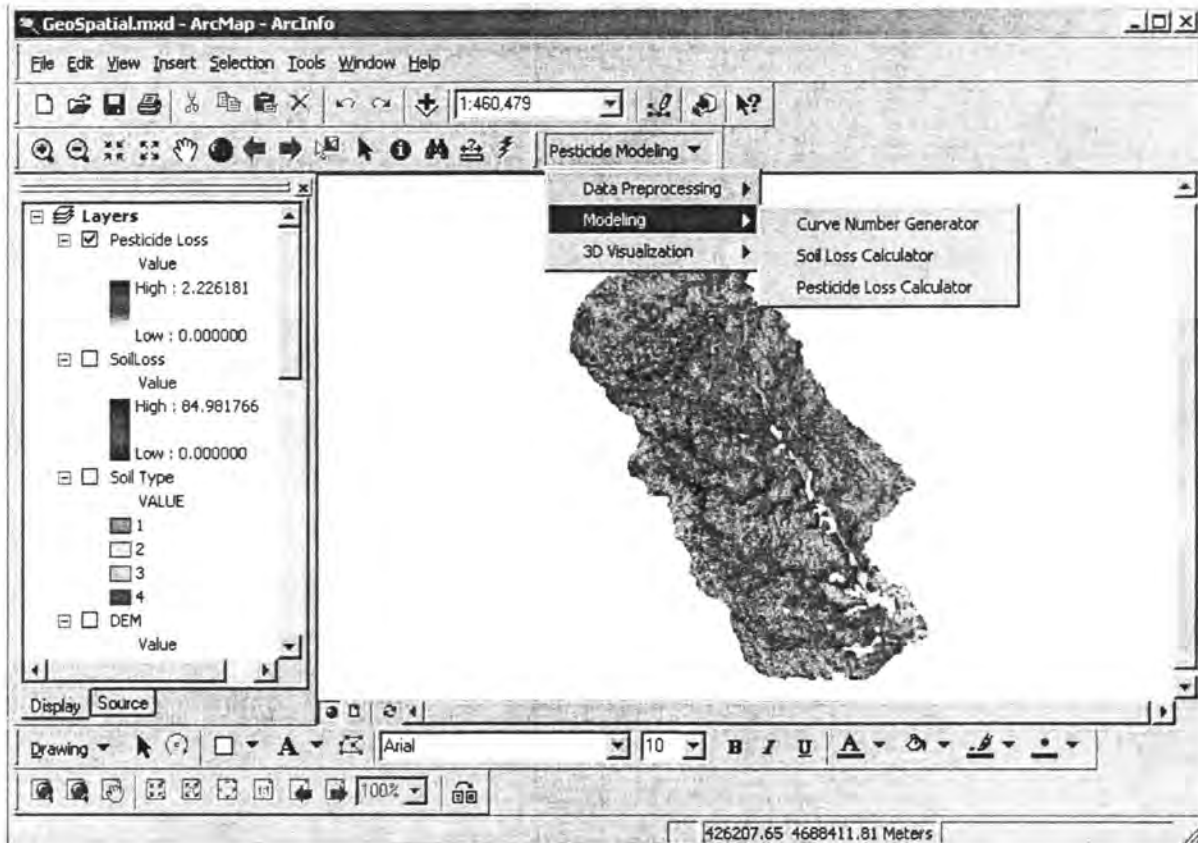 GeoSpatial.mxd - ArcMap - ArcInfo
File Edit View Insert Selection Tools Window Help
1:460,479
Pesticide Modeling
Data Preprocessing
Modeling
3D Visualization
Curve Number Generator
Soil Loss Calculator
Pesticide Loss Calculator
Layers
Pesticide Loss
Value
High : 2.226181
Low : 0.000000
SoilLoss
Value
High : 84.981766
Low : 0.000000
Soil Type
VALUE
1
2
3
4
DEM
Value
Display Source
Drawing A Arial 10 B I U A
1:1 100%
426207.65 4688411.81 Meters